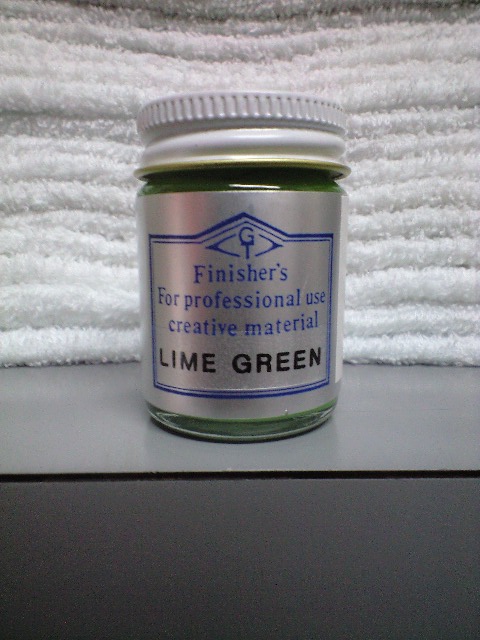 GT
Finisher's
For professional use
creative material
LIME GREEN